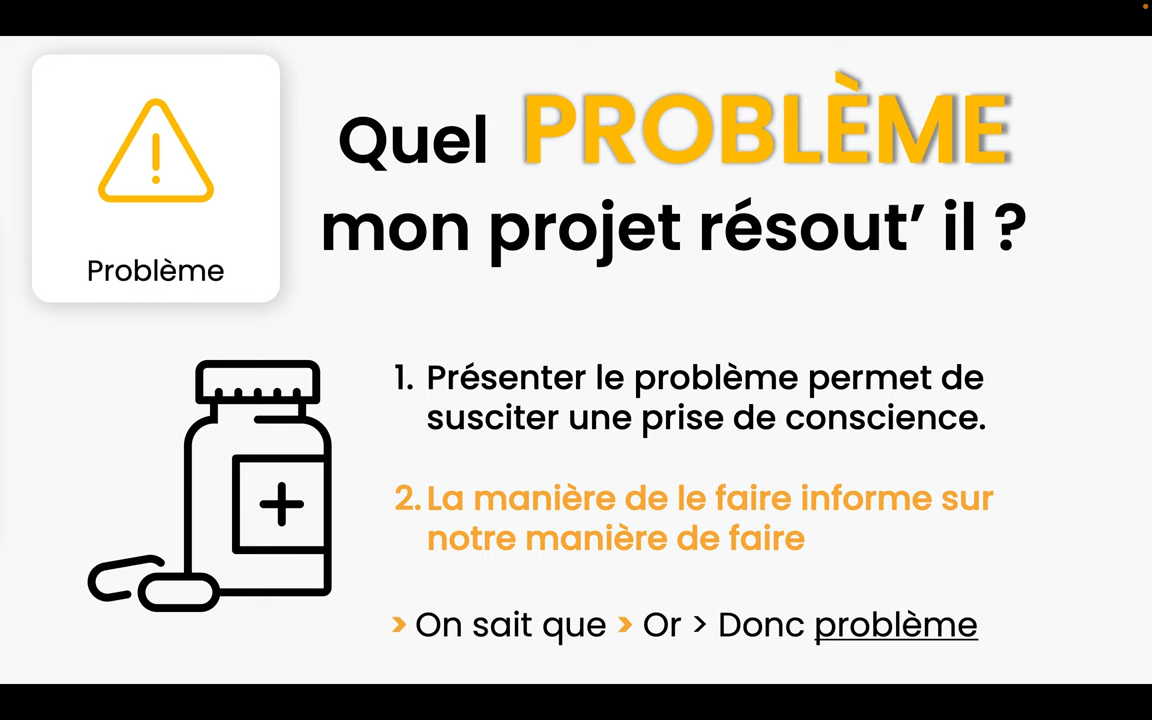 Problème
Quel PROBLÈME
mon projet résout’ il ?
1. Présenter le problème permet de
susciter une prise de conscience.
2. La manière de le faire informe sur
notre manière de faire
> On sait que > Or > Donc problème